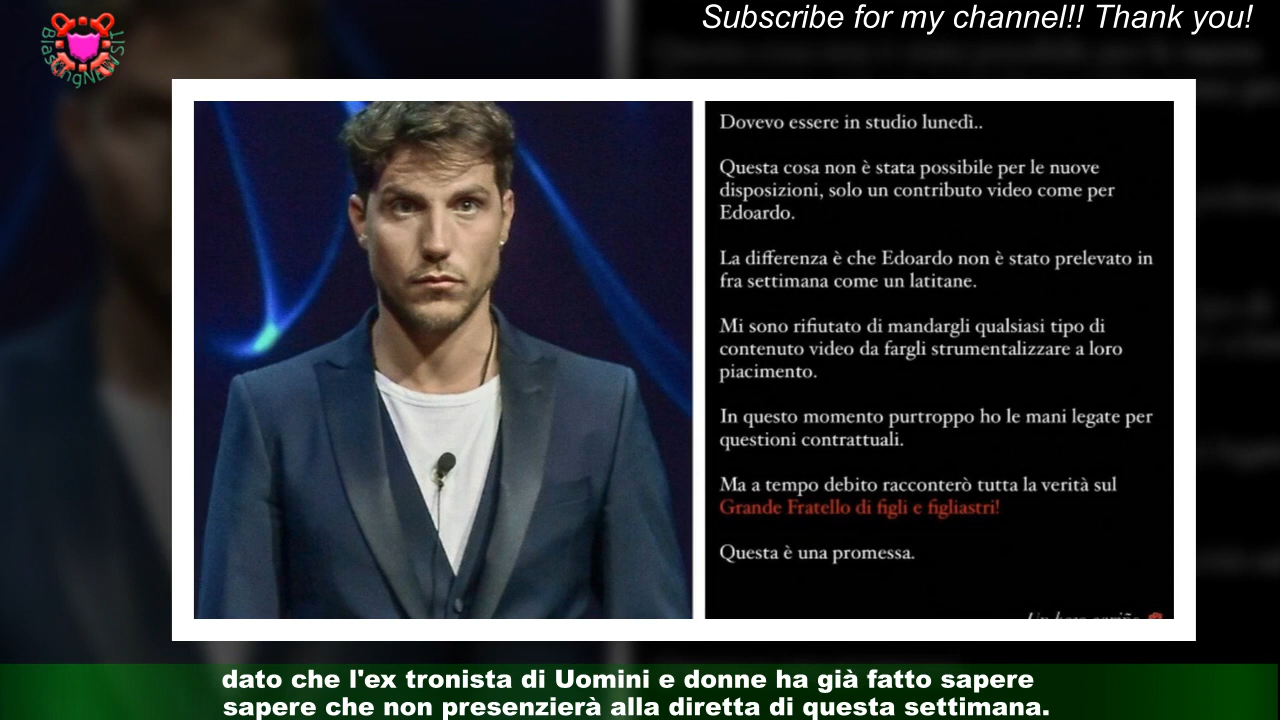 Subscribe for my channel!! Thank you!
BlastingNEWSIT
Dovevo essere in studio lunedì..
Questa cosa non è stata possibile per le nuove
disposizioni, solo un contributo video come per
Edoardo.
La differenza è che Edoardo non è stato prelevato in
fra settimana come un latitane.
Mi sono rifiutato di mandargli qualsiasi tipo di
contenuto video da fargli strumentalizzare a loro
piacimento.
In questo momento purtroppo ho le mani legate per
questioni contrattuali.
Ma a tempo debito racconterò tutta la verità sul
Grande Fratello di figli e figliastri!
Questa è una promessa.
dato che l'ex tronista di Uomini e donne ha già fatto sapere
sapere che non presenzierà alla diretta di questa settimana.